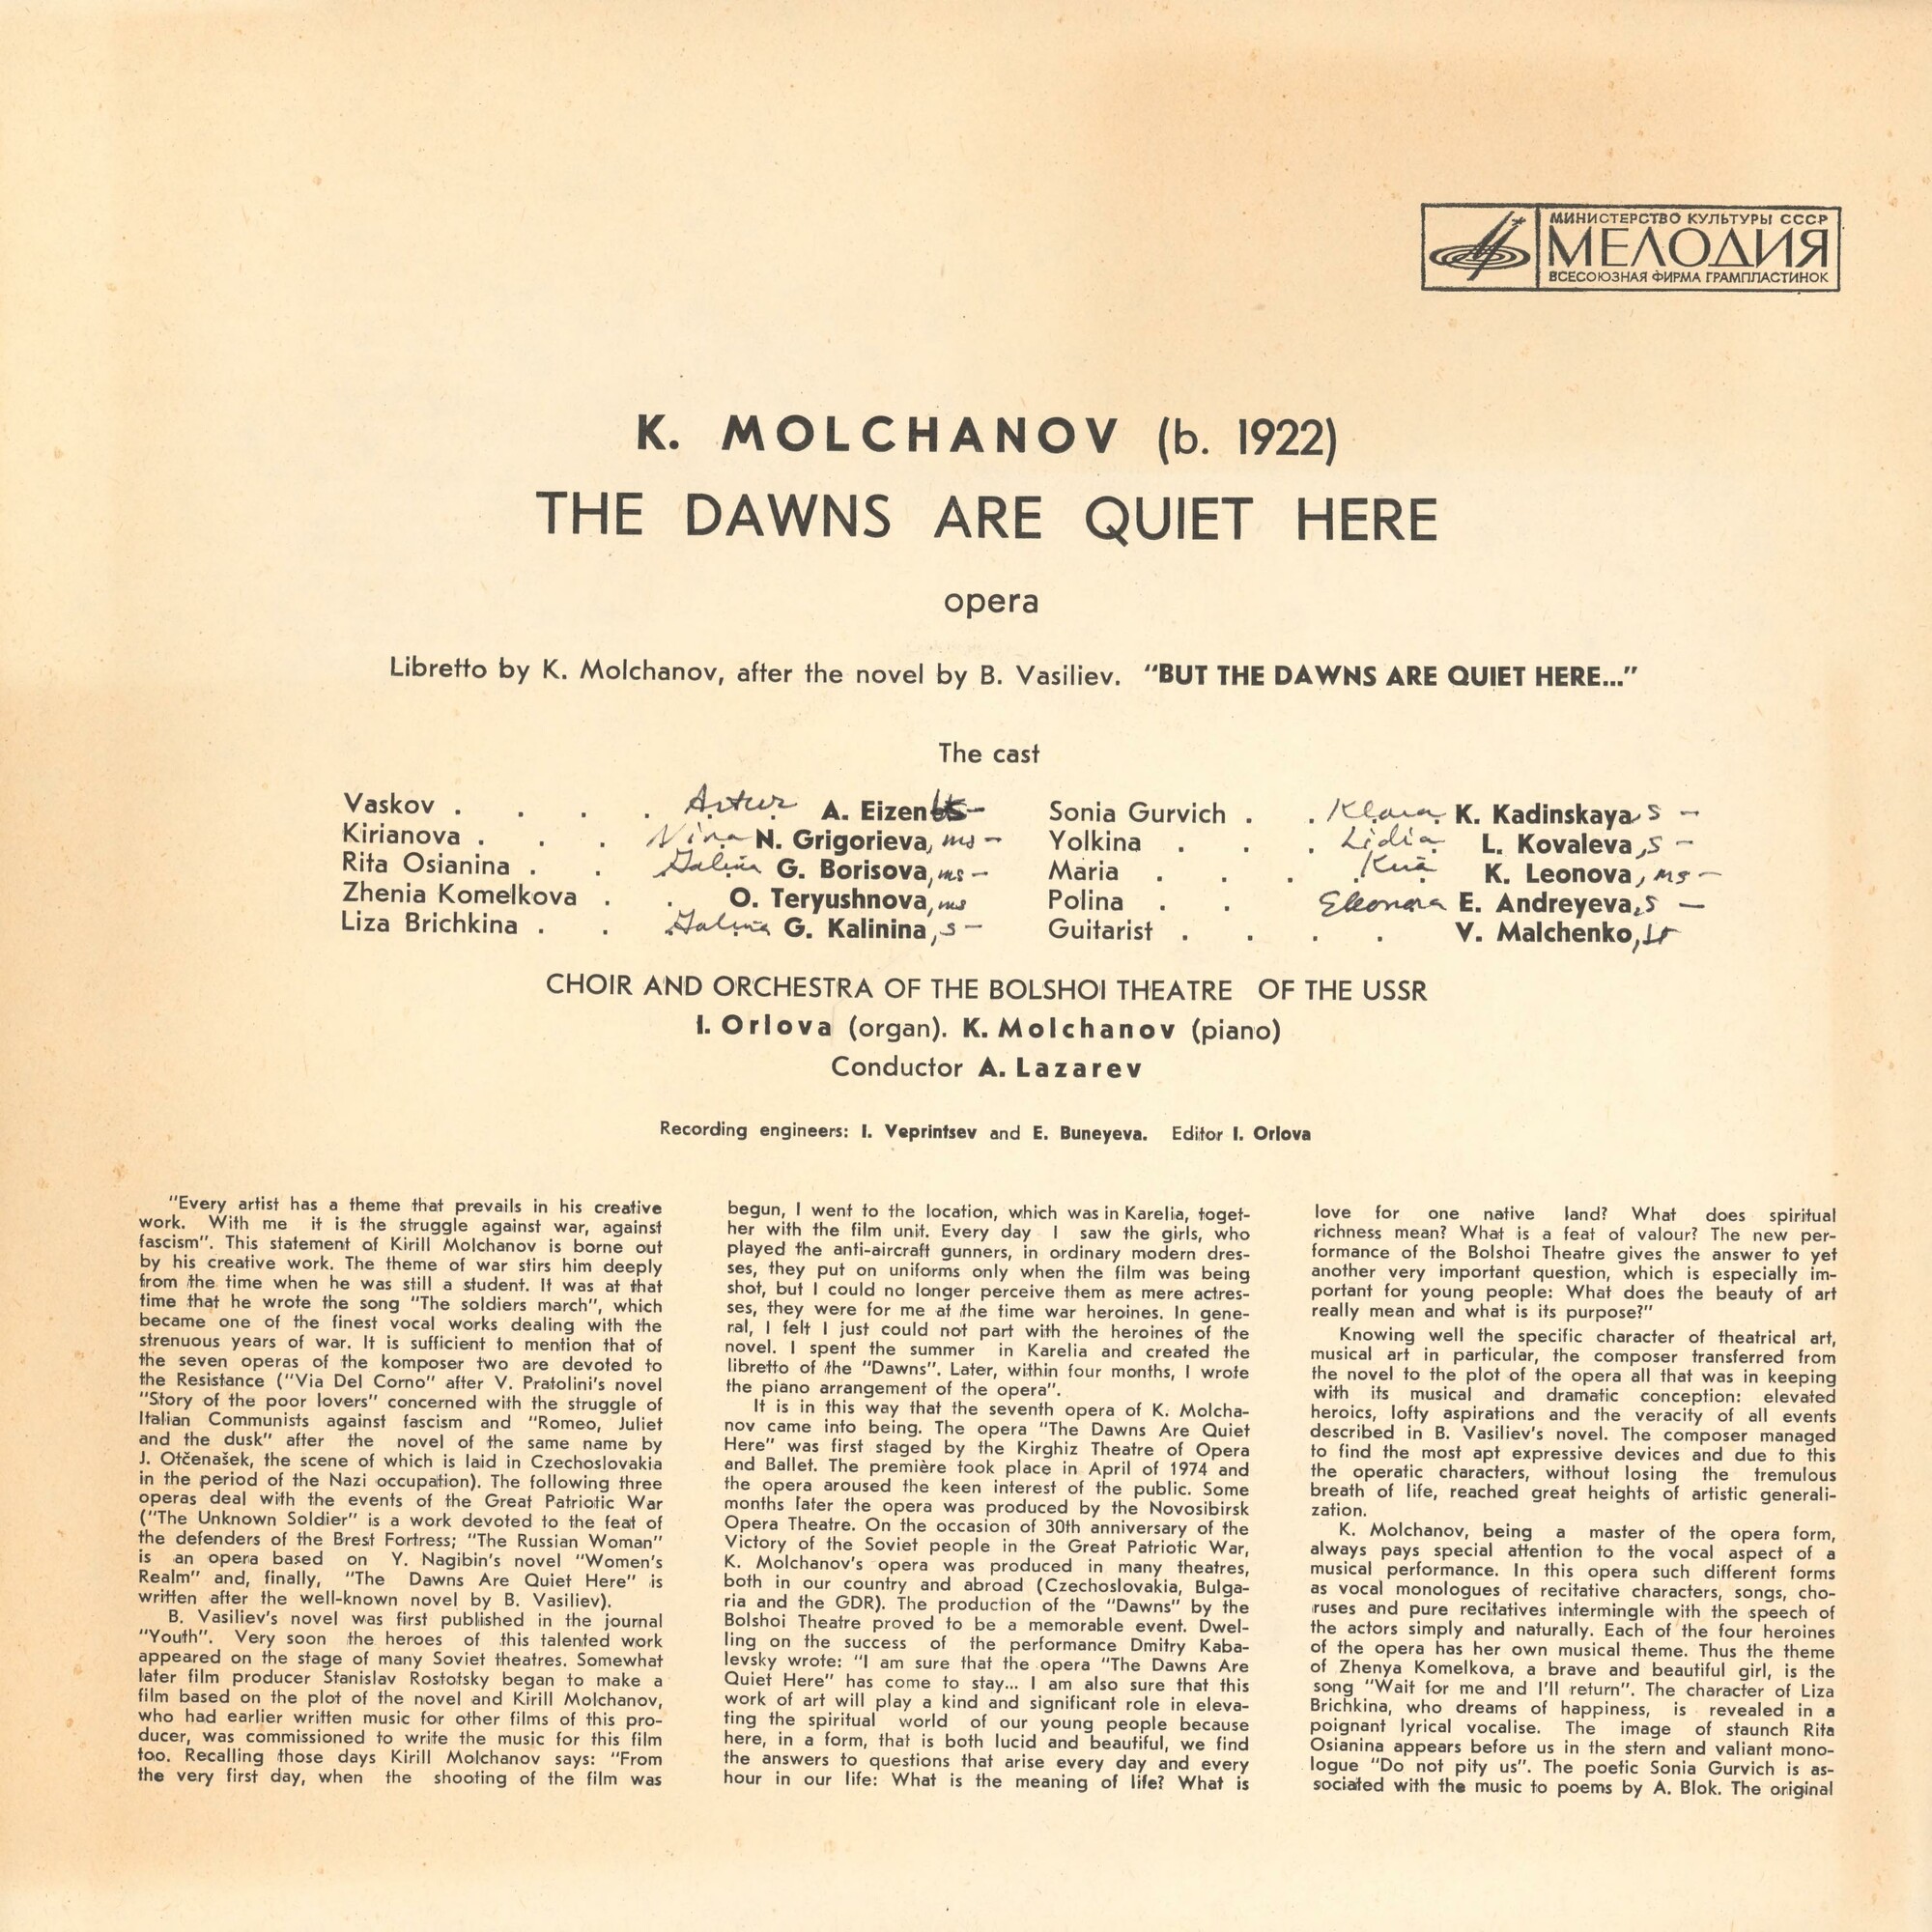 МИНИСТЕРСТВО КУЛЬТУРЫ СССР
МЕЛОДИЯ
ВСЕСОЮЗНАЯ ФИРМА ГРАМПЛАСТИНОК
K. MOLCHANOV (b. 1922)
THE DAWNS ARE QUIET HERE
opera
Libretto by K. Molchanov, after the novel by B. Vasiliev. “BUT THE DAWNS ARE QUIET HERE...”
The cast
Vaskov . . . . Artur A. Eizen
Kirianova . . . Nina N. Grigorieva, ms –
Rita Osianina . . . Galina G. Borisova, ms –
Zhenia Komelkova . . O. Teryushnova, ms
Liza Brichkina . . . Galina G. Kalinina, s –
Sonia Gurvich . . Klara K. Kadinskaya, s –
Yolkina . . . Lidia L. Kovaleva, s –
Maria . . . . K. Leonova, ms –
Polina . . Eleonora E. Andreyeva, s –
Guitarist . . . . V. Malchenko,
CHOIR AND ORCHESTRA OF THE BOLSHOI THEATRE OF THE USSR
I. Orlova (organ). K. Molchanov (piano)
Conductor A. Lazarev
Recording engineers: I. Veprintsev and E. Buneyeva. Editor I. Orlova
“Every artist has a theme that prevails in his creative
work. With me it is the struggle against war, against
fascism”. This statement of Kirill Molchanov is borne out
by his creative work. The theme of war stirs him deeply
from the time when he was still a student. It was at that
time that he wrote the song “The soldiers march”, which
became one of the finest vocal works dealing with the
strenuous years of war. It is sufficient to mention that of
the seven operas of the komposer two are devoted to
the Resistance (“Via Del Corno” after V. Pratolini’s novel
“Story of the poor lovers” concerned with the struggle of
Italian Communists against fascism and “Romeo, Juliet
and the dusk” after the novel of the same name by
J. Otčenašek, the scene of which is laid in Czechoslovakia
in the period of the Nazi occupation). The following three
operas deal with the events of the Great Patriotic War
(“The Unknown Soldier” is a work devoted to the feat of
the defenders of the Brest Fortress; “The Russian Woman”
is an opera based on Y. Nagibin’s novel “Women’s
Realm” and, finally, “The Dawns Are Quiet Here” is
written after the well-known novel by B. Vasiliev).
B. Vasiliev’s novel was first published in the journal
“Youth”. Very soon the heroes of this talented work
appeared on the stage of many Soviet theatres. Somewhat
later film producer Stanislav Rostotsky began to make a
film based on the plot of the novel and Kirill Molchanov,
who had earlier written music for other films of this pro-
ducer, was commissioned to write the music for this film
too. Recalling those days Kirill Molchanov says: “From
the very first day, when the shooting of the film was
begun, I went to the location, which was in Karelia, toget-
her with the film unit. Every day I saw the girls, who
played the anti-aircraft gunners, in ordinary modern dres-
ses, they put on uniforms only when the film was being
shot, but I could no longer perceive them as mere actres-
ses, they were for me at the time war heroines. In gene-
ral, I felt I just could not part with the heroines of the
novel. I spent the summer in Karelia and created the
libretto of the “Dawns”. Later, within four months, I wrote
the piano arrangement of the opera”.
It is in this way that the seventh opera of K. Molcha-
nov came into being. The opera “The Dawns Are Quiet
Here” was first staged by the Kirghiz Theatre of Opera
and Ballet. The première took place in April of 1974 and
the opera aroused the keen interest of the public. Some
months later the opera was produced by the Novosibirsk
Opera Theatre. On the occasion of 30th anniversary of the
Victory of the Soviet people in the Great Patriotic War,
K. Molchanov’s opera was produced in many theatres,
both in our country and abroad (Czechoslovakia, Bulga-
ria and the GDR). The production of the “Dawns” by the
Bolshoi Theatre proved to be a memorable event. Dwel-
ling on the success of the performance Dmitry Kaba-
levsky wrote: “I am sure that the opera “The Dawns Are
Quiet Here” has come to stay... I am also sure that this
work of art will play a kind and significant role in eleva-
ting the spiritual world of our young people because
here, in a form, that is both lucid and beautiful, we find
the answers to questions that arise every day and every
hour in our life: What is the meaning of life? What is
love for one native land? What does spiritual
richness mean? What is a feat of valour? The new per-
formance of the Bolshoi Theatre gives the answer to yet
another very important question, which is especially im-
portant for young people: What does the beauty of art
really mean and what is its purpose?”
Knowing well the specific character of theatrical art,
musical art in particular, the composer transferred from
the novel to the plot of the opera all that was in keeping
with its musical and dramatic conception: elevated
heroics, lofty aspirations and the veracity of all events
described in B. Vasiliev’s novel. The composer managed
to find the most apt expressive devices and due to this
the operatic characters, without losing the tremulous
breath of life, reached great heights of artistic generali-
zation.
K. Molchanov, being a master of the opera form,
always pays special attention to the vocal aspect of a
musical performance. In this opera such different forms
as vocal monologues of recitative characters, songs, cho-
ruses and pure recitatives intermingle with the speech of
the actors simply and naturally. Each of the four heroines
of the opera has her own musical theme. Thus the theme
of Zhenya Komelkova, a brave and beautiful girl, is the
song “Wait for me and I’ll return”. The character of Liza
Brichkina, who dreams of happiness, is revealed in a
poignant lyrical vocalise. The image of staunch Rita
Osianina appears before us in the stern and valiant mono-
logue “Do not pity us”. The poetic Sonia Gurvich is as-
sociated with the music to poems by A. Blok. The original